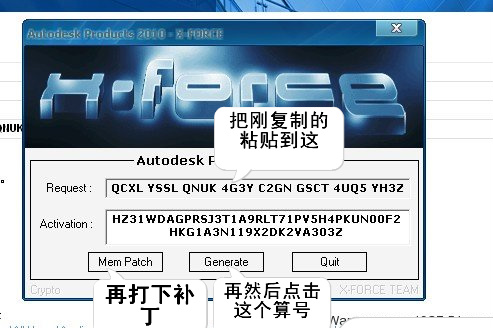 Autodesk Products 2010 - X-FORCE
x-force
把刚复制的
粘贴到这
QNUK
Autodesk P
Request :
QCXL YSSL QNUK 4G3Y C2GN GSCT 4UQ5 YH3Z
Activation :
HZ31WDAGPRSJ3T1A9RLT71PV5H4PKUN00F2
HKG1A3N119X2DK2VA303Z
Mem Patch
Generate
Quit
Crypto
X-FORCE TEAM
再打下补
丁
再然后点击
这个算号